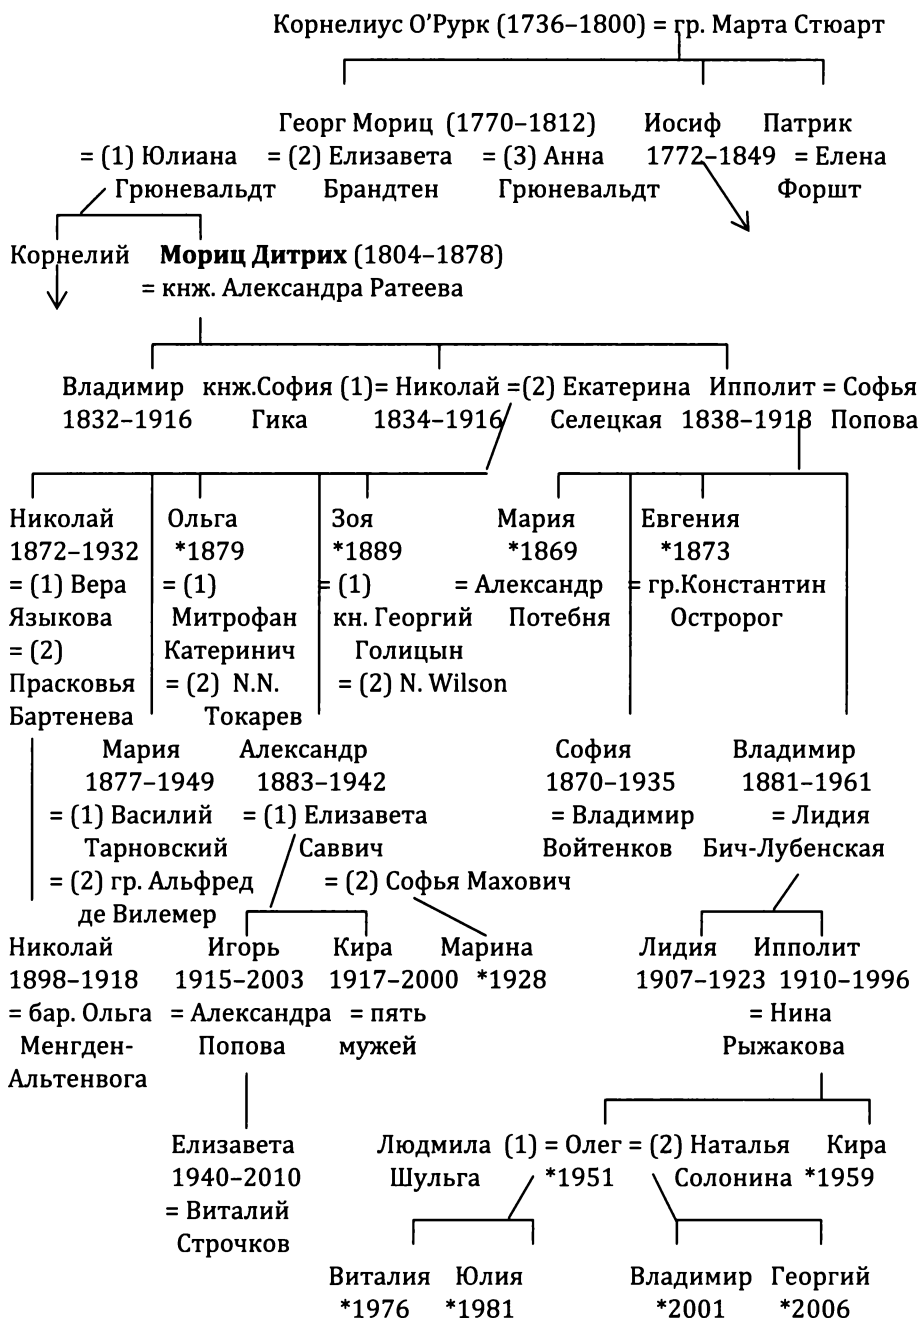 Корнелиус О’Рурк (1736–1800) = гр. Марта Стюарт
Георг Мориц (1770–1812) Иосиф Патрик
= (1) Юлиана = (2) Елизавета = (3) Анна 1772–1849 = Елена
Грюневальдт Брандтен Грюневальдт Форшт
Корнелий Мориц Дитрих (1804–1878)
= кнж. Александра Ратеева
Владимир кнж.София (1)= Николай =(2) Екатерина Ипполит = Софья
1832–1916 Гика 1834–1916 Селецкая 1838–1918 Попова
Николай Ольга Зоя Мария Евгения
1872–1932 *1879 *1889 *1869 *1873
= (1) Вера = (1) = (1) = Александр = гр.Константин
Языкова Митрофан кн. Георгий Потебня Остророг
= (2) Катеринич Голицын
Прасковья = (2) N.N. = (2) N. Wilson
Бартенева Токарев
Мария Александр София Владимир
1877–1949 1883–1942 1870–1935 1881–1961
= (1) Василий = (1) Елизавета = Владимир = Лидия
Тарновский Саввич Войтенков Бич-Лубенская
= (2) гр. Альфред = (2) Софья Махович
де Вилемер
Николай Игорь Кира Марина Лидия Ипполит
1898–1918 1915–2003 1917–2000 *1928 1907–1923 1910–1996
= бар. Ольга = Александра = пять = Нина
Менгден- Попова мужей Рыжакова
Альтенвога
Елизавета Людмила (1) = Олег = (2) Наталья Кира
1940–2010 Шульга *1951 Солонина *1959
= Виталий
Строчков
Виталия Юлия Владимир Георгий
*1976 *1981 *2001 *2006